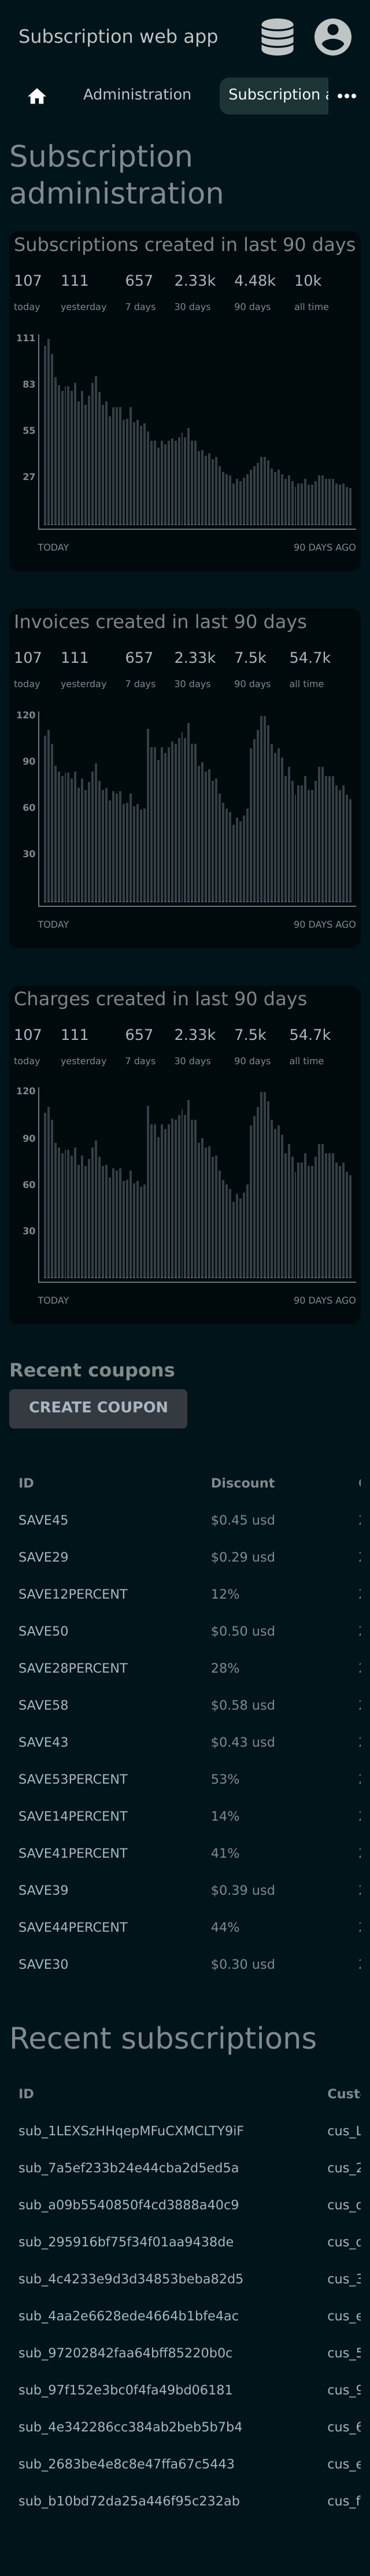 Subscription web app
Administration
Subscription a
Subscription
administration
Subscriptions created in last 90 days
107 111 657 2.33k 4.48k 10k
today yesterday 7 days 30 days 90 days all time
111
83
55
27
TODAY 90 DAYS AGO
Invoices created in last 90 days
107 111 657 2.33k 7.5k 54.7k
today yesterday 7 days 30 days 90 days all time
120
90
60
30
TODAY 90 DAYS AGO
Charges created in last 90 days
107 111 657 2.33k 7.5k 54.7k
today yesterday 7 days 30 days 90 days all time
120
90
60
30
TODAY 90 DAYS AGO
Recent coupons
CREATE COUPON
ID Discount
SAVE45 $0.45 usd
SAVE29 $0.29 usd
SAVE12PERCENT 12%
SAVE50 $0.50 usd
SAVE28PERCENT 28%
SAVE58 $0.58 usd
SAVE43 $0.43 usd
SAVE53PERCENT 53%
SAVE14PERCENT 14%
SAVE41PERCENT 41%
SAVE39 $0.39 usd
SAVE44PERCENT 44%
SAVE30 $0.30 usd
Recent subscriptions
ID Cust
sub_1LEXSzHHqepMFuCXMCLTY9iF cus_L
sub_7a5ef233b24e44cba2d5ed5a cus_2
sub_a09b5540850f4cd3888a40c9
sub_295916bf75f34f01aa9438de
sub_4c4233e9d3d34853beba82d5 cus_3
sub_4aa2e6628ede4664b1bfe4ac cus_e
sub_97202842faa64bff85220b0c cus_5
sub_97f152e3bc0f4fa49bd06181 cus_9
sub_4e342286cc384ab2beb5b7b4 cus_6
sub_2683be4e8c8e47ffa67c5443 cus_e
sub_b10bd72da25a446f95c232ab cus_f